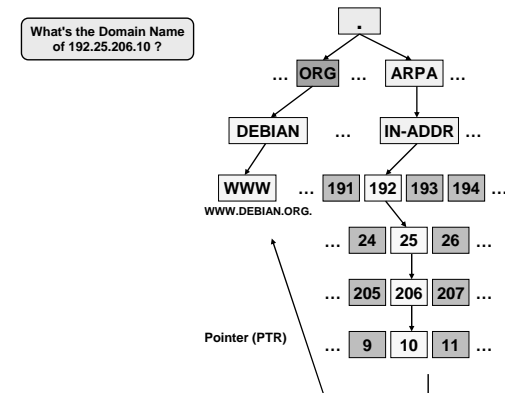 What's the Domain Name
of 192.25.206.10 ?
.
... ORG ... ARPA ...
DEBIAN ... IN-ADDR ...
WWW ... 191 192 193 194 ...
WWW.DEBIAN.ORG.
... 24 25 26 ...
... 205 206 207 ...
Pointer (PTR) ... 9 10 11 ...